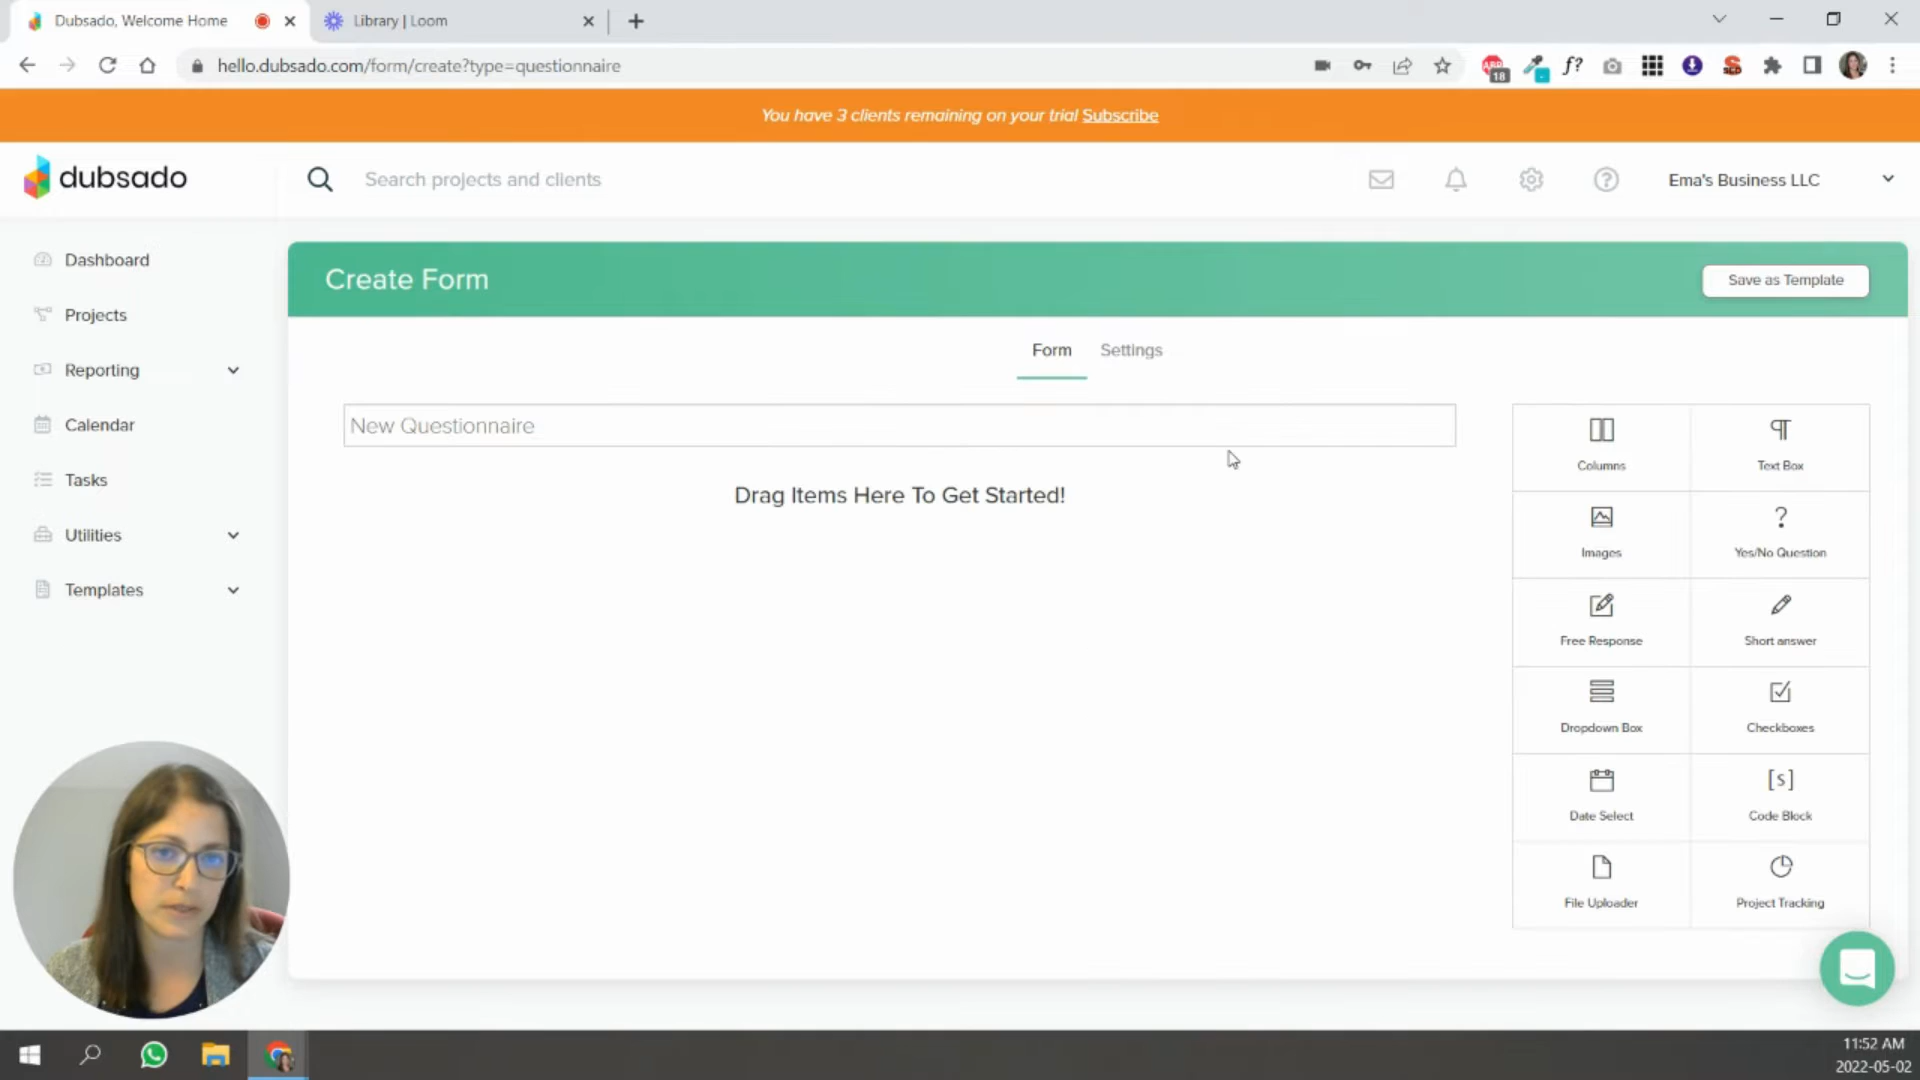 Dubsado, Welcome Home
Library | Loom
hello.dubsado.com/form/create?type=questionnaire
18
f?
You have 3 clients remaining on your trial Subscribe
dubsado
Search projects and clients
Ema's Business LLC
Dashboard
Projects
Reporting
Calendar
Tasks
Utilities
Templates
Create Form
Save as Template
Form
Settings
New Questionnaire
Drag Items Here To Get Started!
Columns
Text Box
Images
Yes/No Question
Free Response
Short answer
Dropdown Box
Checkboxes
Date Select
[s]
Code Block
File Uploader
Project Tracking
11:52 AM
2022-05-02